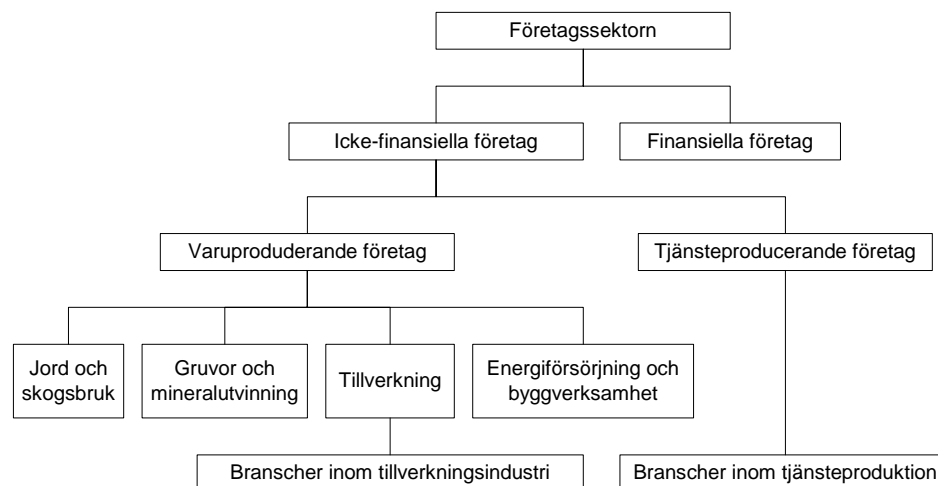 Företagssektorn
Icke-finansiella företag
Finansiella företag
Varuproduderande företag
Tjänsteproducerande företag
Jord och
skogsbruk
Gruvor och
mineralutvinning
Tillverkning
Energiförsörjning och
byggverksamhet
Branscher inom tillverkningsindustri
Branscher inom tjänsteproduktion